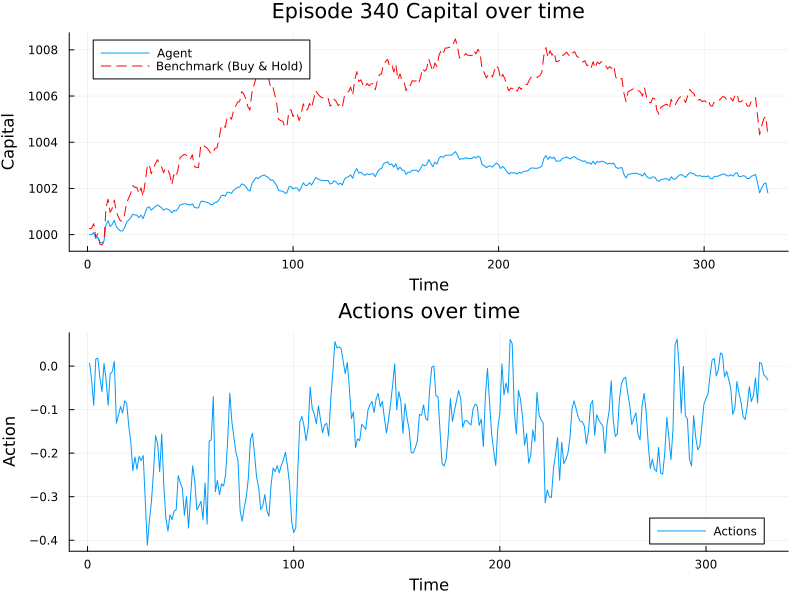 Episode 340 Capital over time
Agent
Benchmark (Buy & Hold)
Capital
1008
1006
1004
1002
1000
0
100
200
300
Time
Actions over time
Action
0.0
−0.1
−0.2
−0.3
−0.4
Actions
0
100
200
300
Time